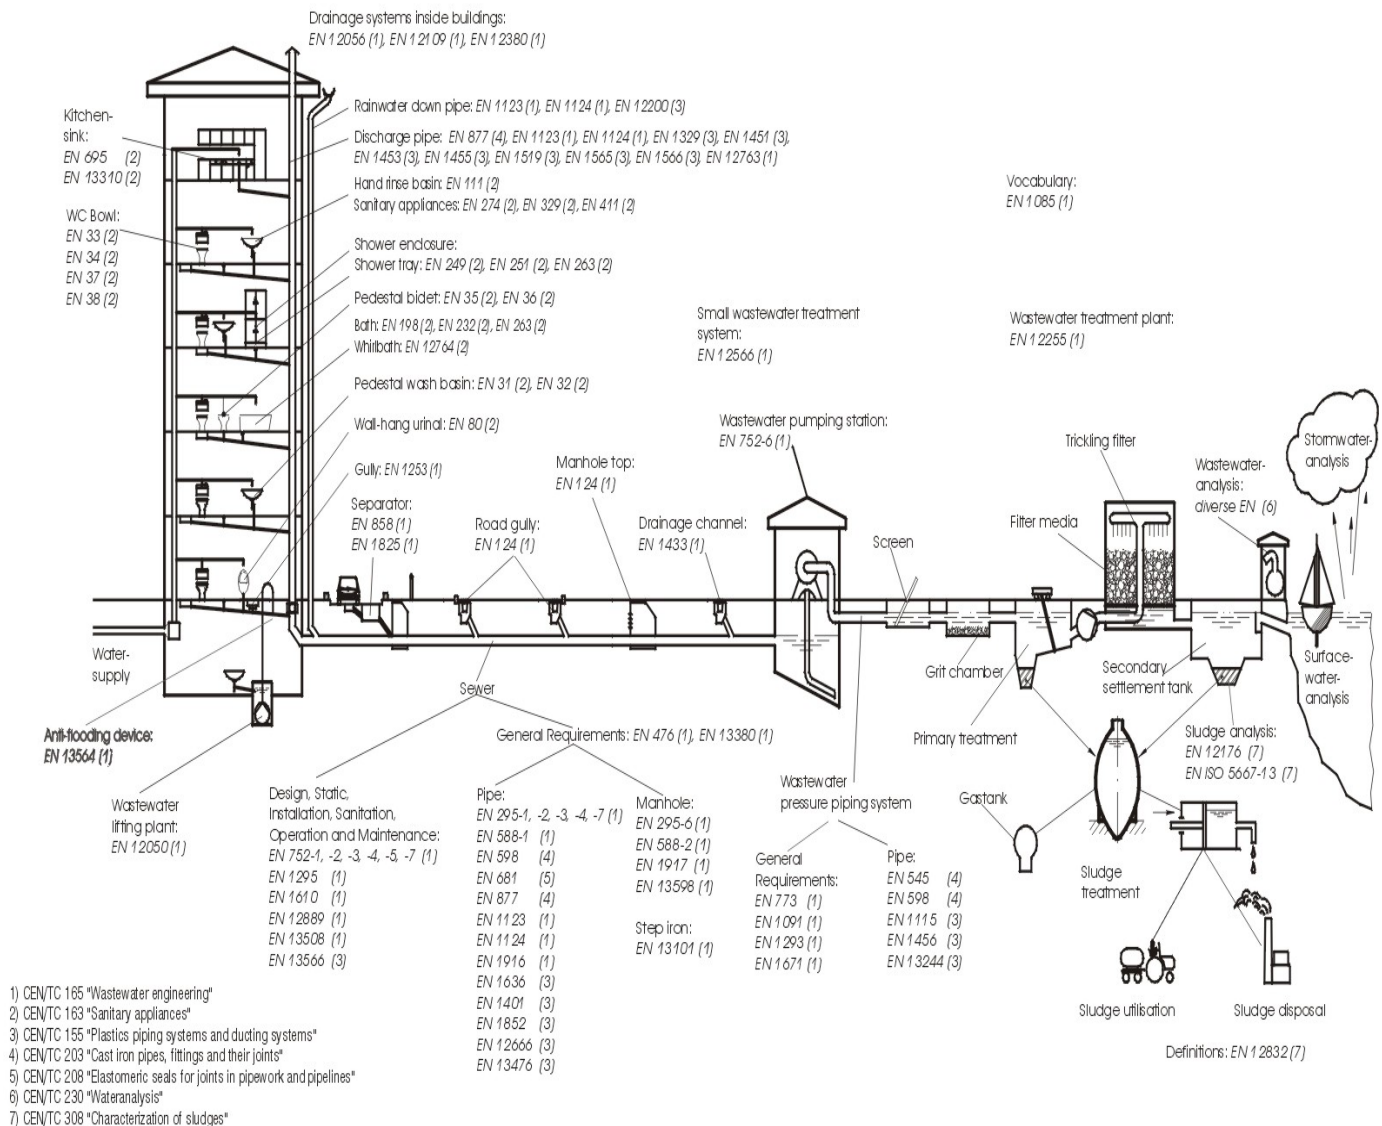 Drainage systems inside buildings:
EN 12056 (1), EN 12109 (1), EN 12380 (1)
Rainwater down pipe: EN 1123 (1), EN 1124 (1), EN 12200 (3)
Discharge pipe: EN 877 (4), EN 1123 (1), EN 1124 (1), EN 1329 (3), EN 1451 (3),
EN 1453 (3), EN 1455 (3), EN 1519 (3), EN 1565 (3), EN 1566 (3), EN 12763 (1)
Kitchen-
sink:
EN 695 (2)
EN 13310 (2)
Hand rinse basin: EN 111 (2)
Sanitary appliances: EN 274 (2), EN 329 (2), EN 411 (2)
WC Bowl:
EN 33 (2)
EN 34 (2)
EN 37 (2)
EN 38 (2)
Shower enclosure:
Shower tray: EN 249 (2), EN 251 (2), EN 263 (2)
Pedestal bidet: EN 35 (2), EN 36 (2)
Bath: EN 198 (2), EN 232 (2), EN 263 (2)
Whirlbath: EN 12764 (2)
Pedestal wash basin: EN 31 (2), EN 32 (2)
Wall-hang urinal: EN 80 (2)
Gully: EN 1253 (1)
Vocabulary:
EN 1085 (1)
Small wastewater treatment
system:
EN 12566 (1)
Wastewater treatment plant:
EN 12255 (1)
Separator:
EN 858 (1)
EN 1825 (1)
Road gully:
EN 124 (1)
Manhole top:
EN 124 (1)
Drainage channel:
EN 1433 (1)
Wastewater pumping station:
EN 752-6 (1)
Screen
Trickling filter
Filter media
Wastewater-
analysis:
diverse EN (6)
Stormwater-
analysis
Water-
supply
Anti-flooding device:
EN 13564 (1)
Wastewater
lifting plant:
EN 12050 (1)
Sewer
General Requirements: EN 476 (1), EN 13380 (1)
Grit chamber
Primary treatment
Secondary
settlement tank
Surface-
water-
analysis
Sludge analysis:
EN 12176 (7)
EN ISO 5667-13 (7)
Design, Static,
Installation, Sanitation,
Operation and Maintenance:
EN 752-1, -2, -3, -4, -5, -7 (1)
EN 1295 (1)
EN 1610 (1)
EN 12889 (1)
EN 13508 (1)
EN 13566 (3)
Pipe:
EN 295-1, -2, -3, -4, -7 (1)
EN 588-1 (1)
EN 598 (4)
EN 681 (5)
EN 877 (4)
EN 1123 (1)
EN 1124 (1)
EN 1916 (1)
EN 1636 (3)
EN 1401 (3)
EN 1852 (3)
EN 12666 (3)
EN 13476 (3)
Manhole:
EN 295-6 (1)
EN 588-2 (1)
EN 1917 (1)
EN 13598 (1)
Step iron:
EN 13101 (1)
Wastewater
pressure piping system
General
Requirements:
EN 773 (1)
EN 1091 (1)
EN 1293 (1)
EN 1671 (1)
Pipe:
EN 545 (4)
EN 598 (4)
EN 1115 (3)
EN 1456 (3)
EN 13244 (3)
Gastank
Sludge
treatment
Sludge utilisation
Sludge disposal
Definitions: EN 12832 (7)
1) CEN/TC 165 "Wastewater engineering"
2) CEN/TC 163 "Sanitary appliances"
3) CEN/TC 155 "Plastics piping systems and ducting systems"
4) CEN/TC 203 "Cast iron pipes, fittings and their joints"
5) CEN/TC 208 "Elastomeric seals for joints in pipework and pipelines"
6) CEN/TC 230 "Wateranalysis"
7) CEN/TC 308 "Characterization of sludges"